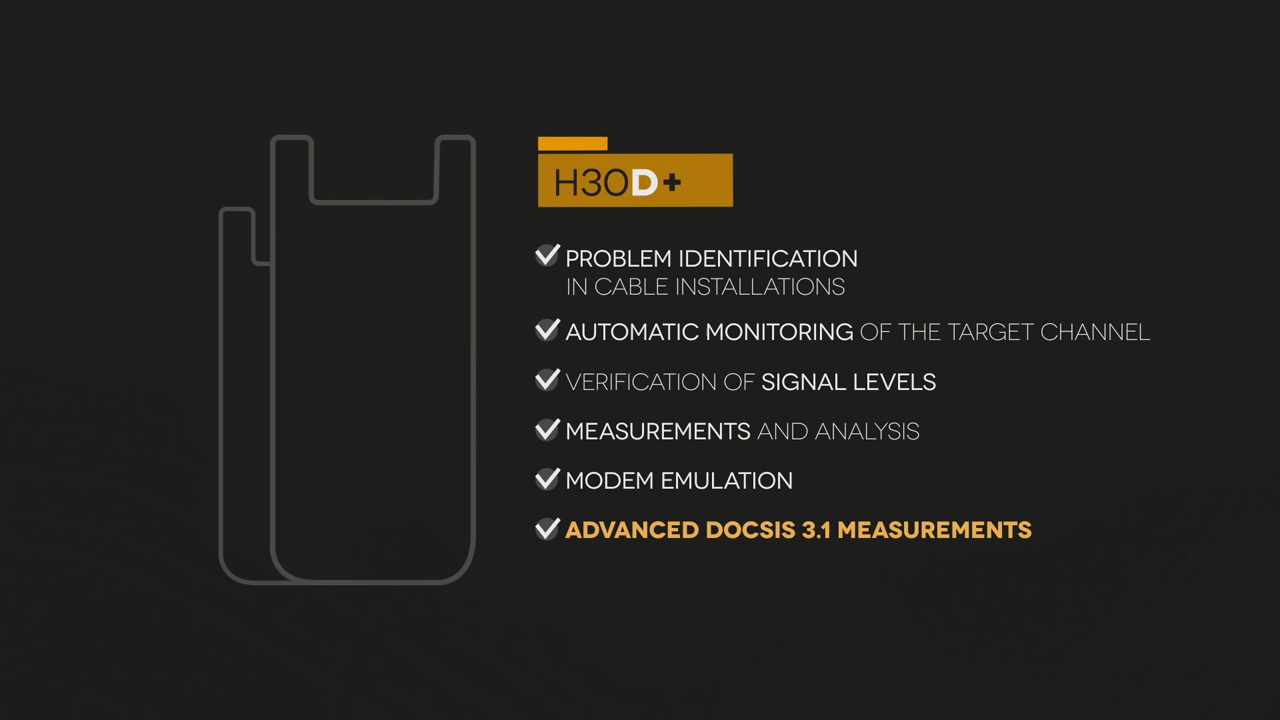 H30D+
PROBLEM IDENTIFICATION
IN CABLE INSTALLATIONS
AUTOMATIC MONITORING OF THE TARGET CHANNEL
VERIFICATION OF SIGNAL LEVELS
MEASUREMENTS AND ANALYSIS
MODEM EMULATION
ADVANCED DOCSIS 3.1 MEASUREMENTS